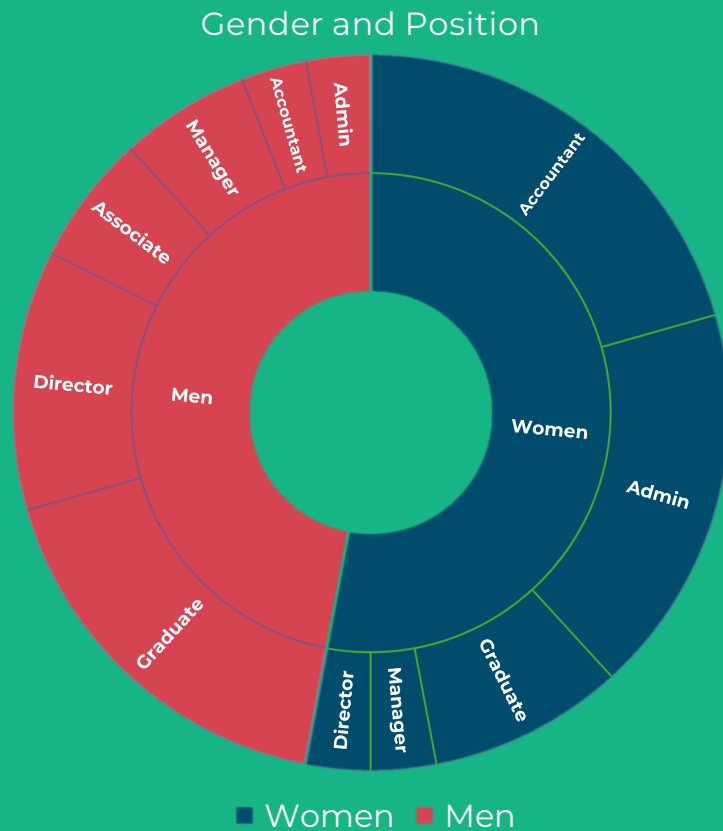 Gender and Position
Admin
Accountant
Manager
Accountant
Associate
Director
Men
Women
Admin
Graduate
Graduate
Director
Manager
Women Men